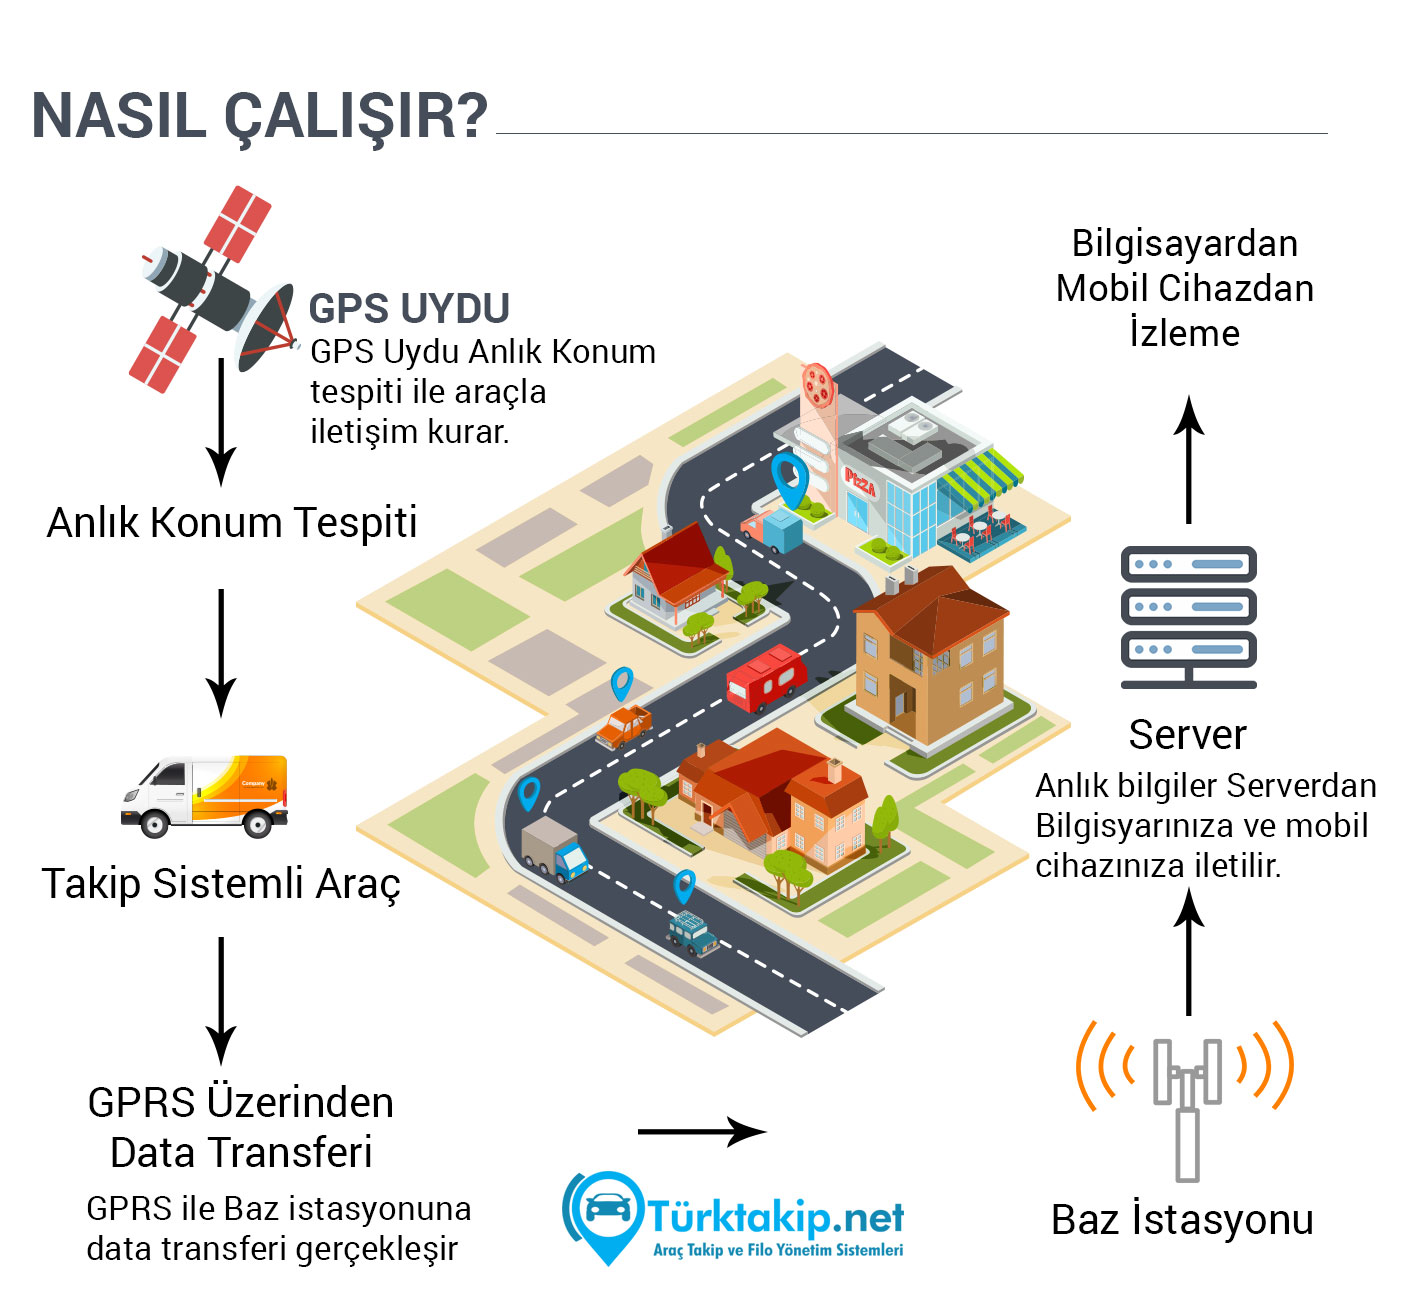 NASIL ÇALIŞIR?
GPS UYDU
GPS Uydu Anlık Konum
tespiti ile araçla
iletişim kurar.
Anlık Konum Tespiti
Company
Takip Sistemli Araç
GPRS Üzerinden
Data Transferi
GPRS ile Baz istasyonuna
data transferi gerçekleşir
PIZZA
Türktakip.net
Araç Takip ve Filo Yönetim Sistemleri
Baz İstasyonu
Server
Anlık bilgiler Serverdan
Bilgisyarınıza ve mobil
cihazınıza iletilir.
Bilgisayardan
Mobil Cihazdan
İzleme